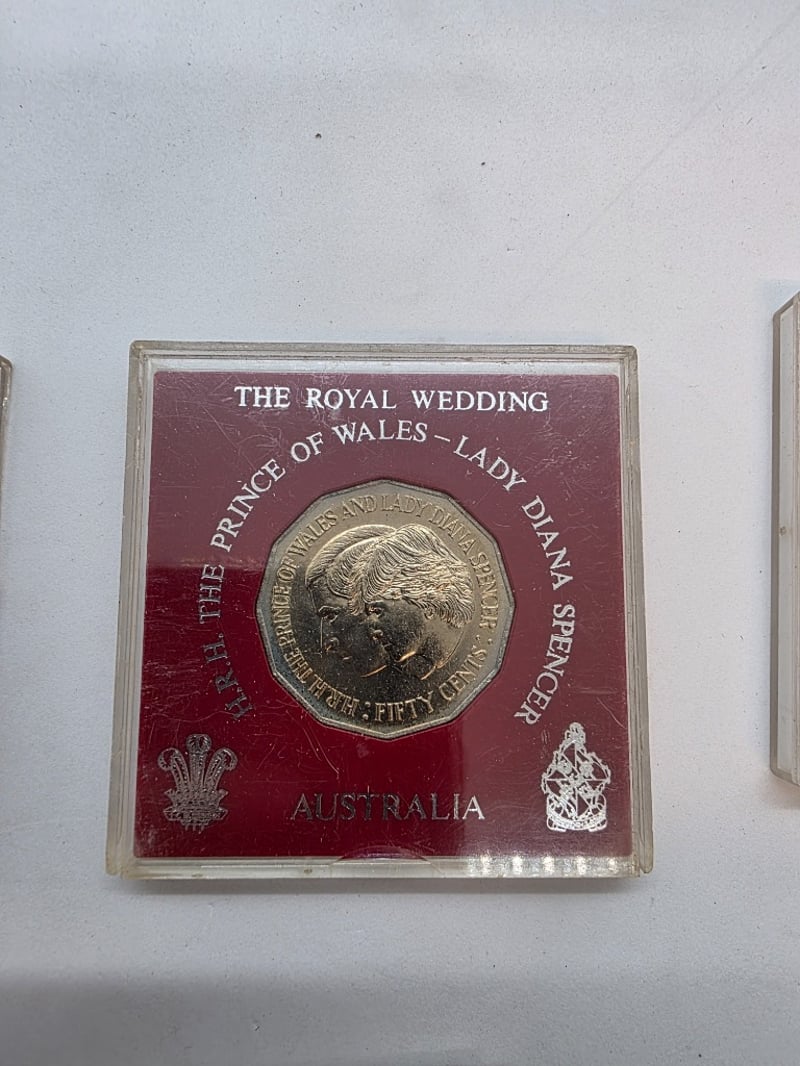 THE ROYAL WEDDING
H.R.H. THE PRINCE OF WALES – LADY DIANA SPENCER
H R H THE PRINCE OF WALES AND LADY DIANA SPENCER
FIFTY CENTS
AUSTRALIA